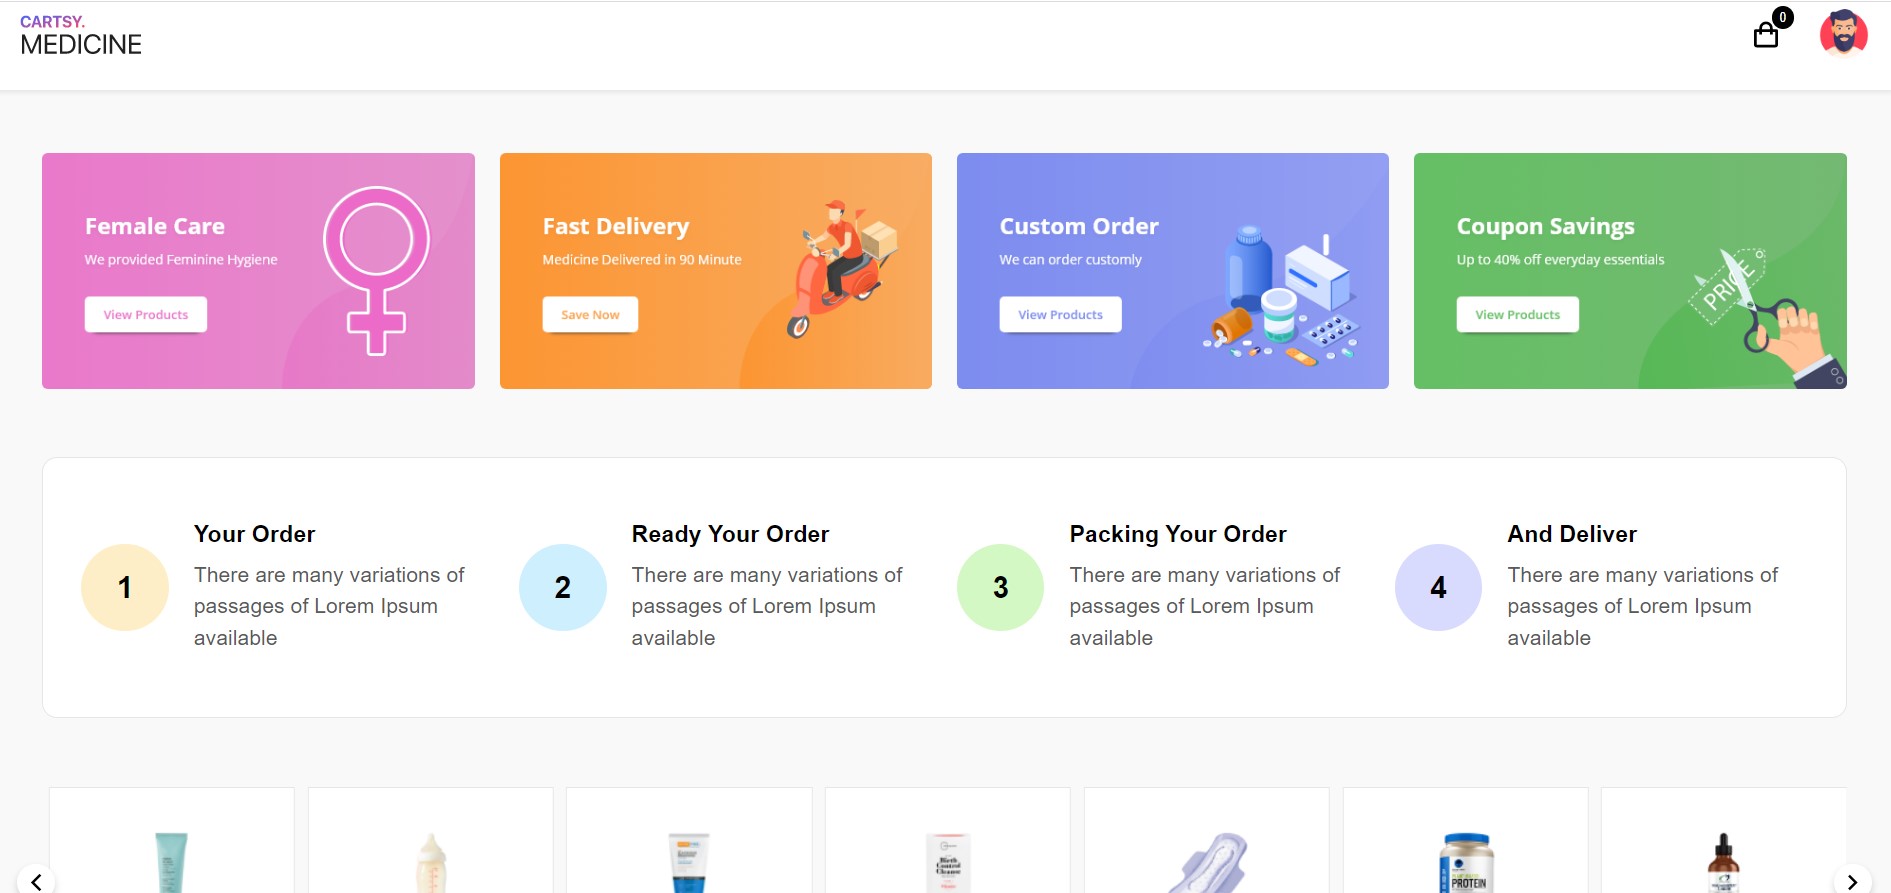 CARTSY.
MEDICINE
0
Female Care
We provided Feminine Hygiene
View Products
Fast Delivery
Medicine Delivered in 90 Minute
Save Now
Custom Order
We can order customly
View Products
Coupon Savings
Up to 40% off everyday essentials
View Products
PRICE
1
Your Order
There are many variations of
passages of Lorem Ipsum
available
2
Ready Your Order
There are many variations of
passages of Lorem Ipsum
available
3
Packing Your Order
There are many variations of
passages of Lorem Ipsum
available
4
And Deliver
There are many variations of
passages of Lorem Ipsum
available
Birth
Control
Cleanse
PROTEIN